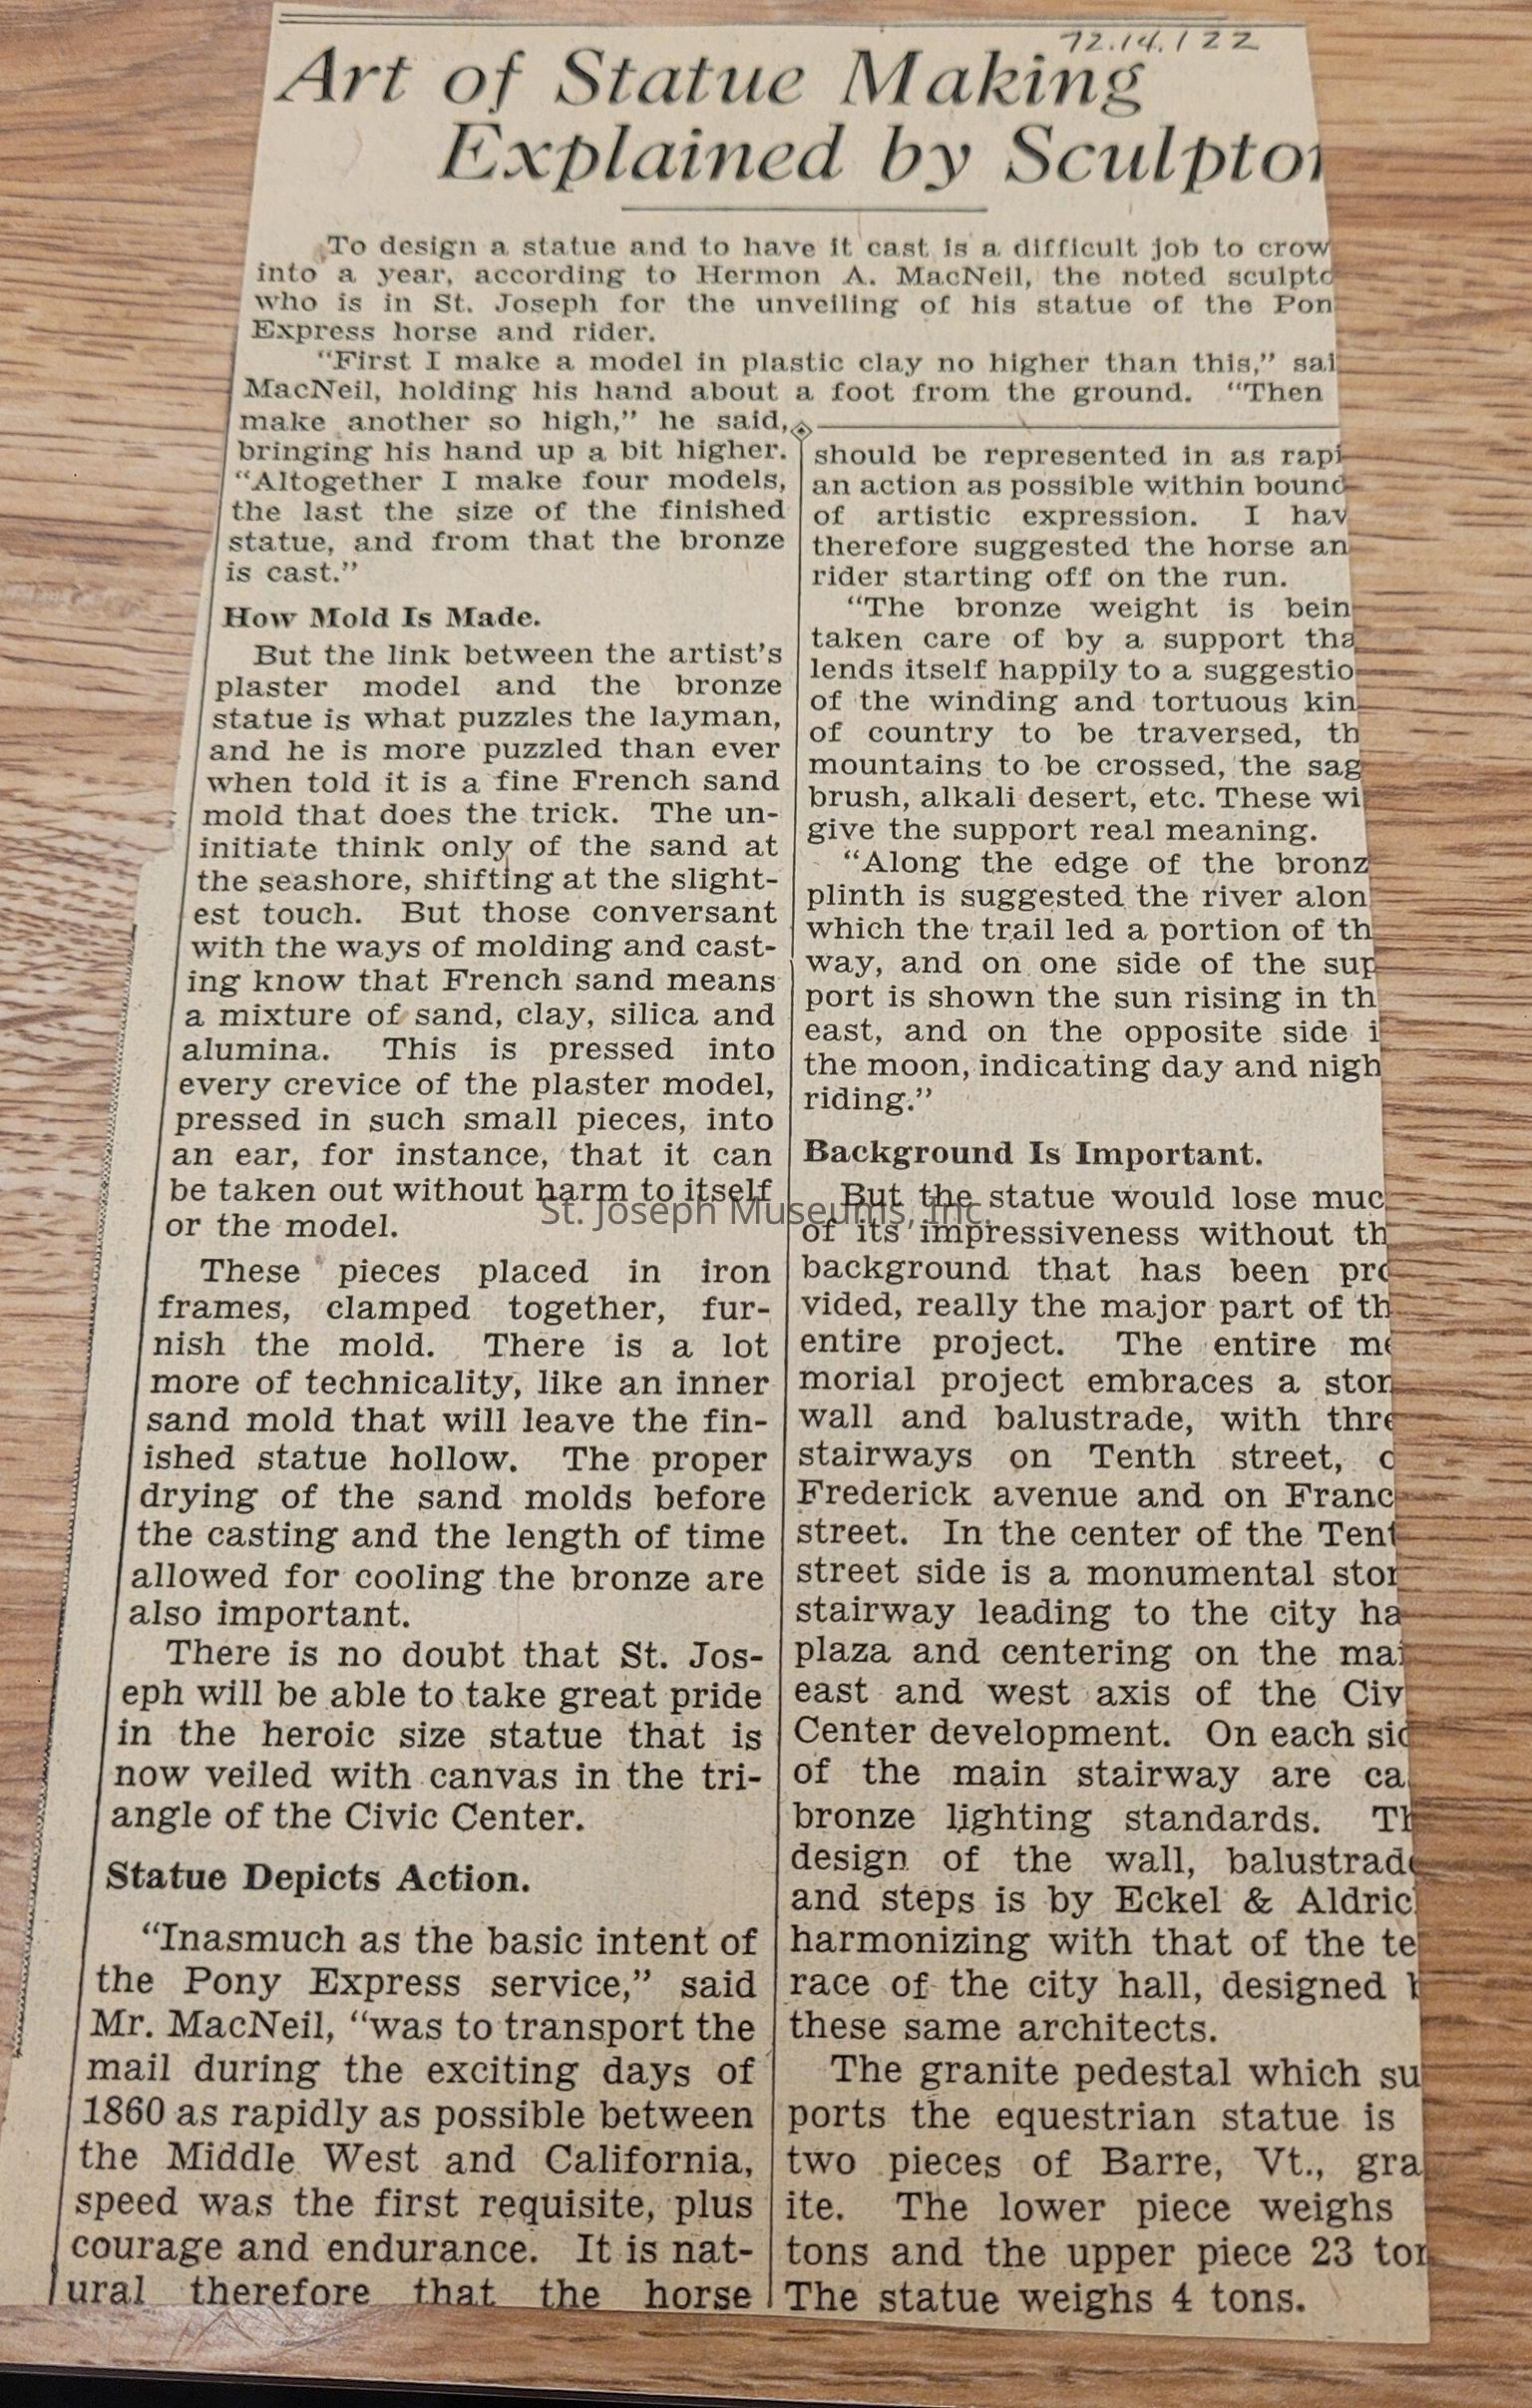 72.14.122
Art of Statue Making
Explained by Sculptor
To design a statue and to have it cast is a difficult job to crow
into a year, according to Hermon A. MacNeil, the noted sculpto
who is in St. Joseph for the unveiling of his statue of the Pon
Express horse and rider.
"First I make a model in plastic clay no higher than this," sai
MacNeil, holding his hand about a foot from the ground. "Then
make another so high," he said,
bringing his hand up a bit higher.
"Altogether I make four models,
the last the size of the finished
statue, and from that the bronze
is cast."
How Mold Is Made.
But the link between the artist's
plaster model and the bronze
statue is what puzzles the layman,
and he is more puzzled than ever
when told it is a fine French sand
mold that does the trick. The un-
initiate think only of the sand at
the seashore, shifting at the slight-
est touch. But those conversant
with the ways of molding and cast-
ing know that French sand means
a mixture of sand, clay, silica and
alumina. This is pressed into
every crevice of the plaster model,
pressed in such small pieces, into
an ear, for instance, that it can
be taken out without harm to itself
or the model.
These pieces placed in iron
frames, clamped together, fur-
nish the mold. There is a lot
more of technicality, like an inner
sand mold that will leave the fin-
ished statue hollow. The proper
drying of the sand molds before
the casting and the length of time
allowed for cooling the bronze are
also important.
There is no doubt that St. Jos-
eph will be able to take great pride
in the heroic size statue that is
now veiled with canvas in the tri-
angle of the Civic Center.
Statue Depicts Action.
"Inasmuch as the basic intent of
the Pony Express service," said
Mr. MacNeil, "was to transport the
mail during the exciting days of
1860 as rapidly as possible between
the Middle West and California,
speed was the first requisite, plus
courage and endurance. It is nat-
ural therefore that the horse
should be represented in as rapi
an action as possible within bound
of artistic expression. I hav
therefore suggested the horse an
rider starting off on the run.
"The bronze weight is bein
taken care of by a support tha
lends itself happily to a suggestio
of the winding and tortuous kin
of country to be traversed, th
mountains to be crossed, the sag
brush, alkali desert, etc. These wi
give the support real meaning.
"Along the edge of the bronz
plinth is suggested the river alon
which the trail led a portion of th
way, and on one side of the sup
port is shown the sun rising in th
east, and on the opposite side i
the moon, indicating day and nigh
riding."
Background Is Important.
But the statue would lose muc
of its impressiveness without th
background that has been pro
vided, really the major part of th
entire project. The entire me
morial project embraces a ston
wall and balustrade, with thre
stairways on Tenth street, o
Frederick avenue and on Franc
street. In the center of the Tent
street side is a monumental ston
stairway leading to the city ha
plaza and centering on the mai
east and west axis of the Civ
Center development. On each sid
of the main stairway are ca
bronze lighting standards. Th
design of the wall, balustrade
and steps is by Eckel & Aldric
harmonizing with that of the te
race of the city hall, designed b
these same architects.
The granite pedestal which su
ports the equestrian statue is
two pieces of Barre, Vt., gra
ite. The lower piece weighs
tons and the upper piece 23 ton
The statue weighs 4 tons.
St. Joseph Museums, Inc.